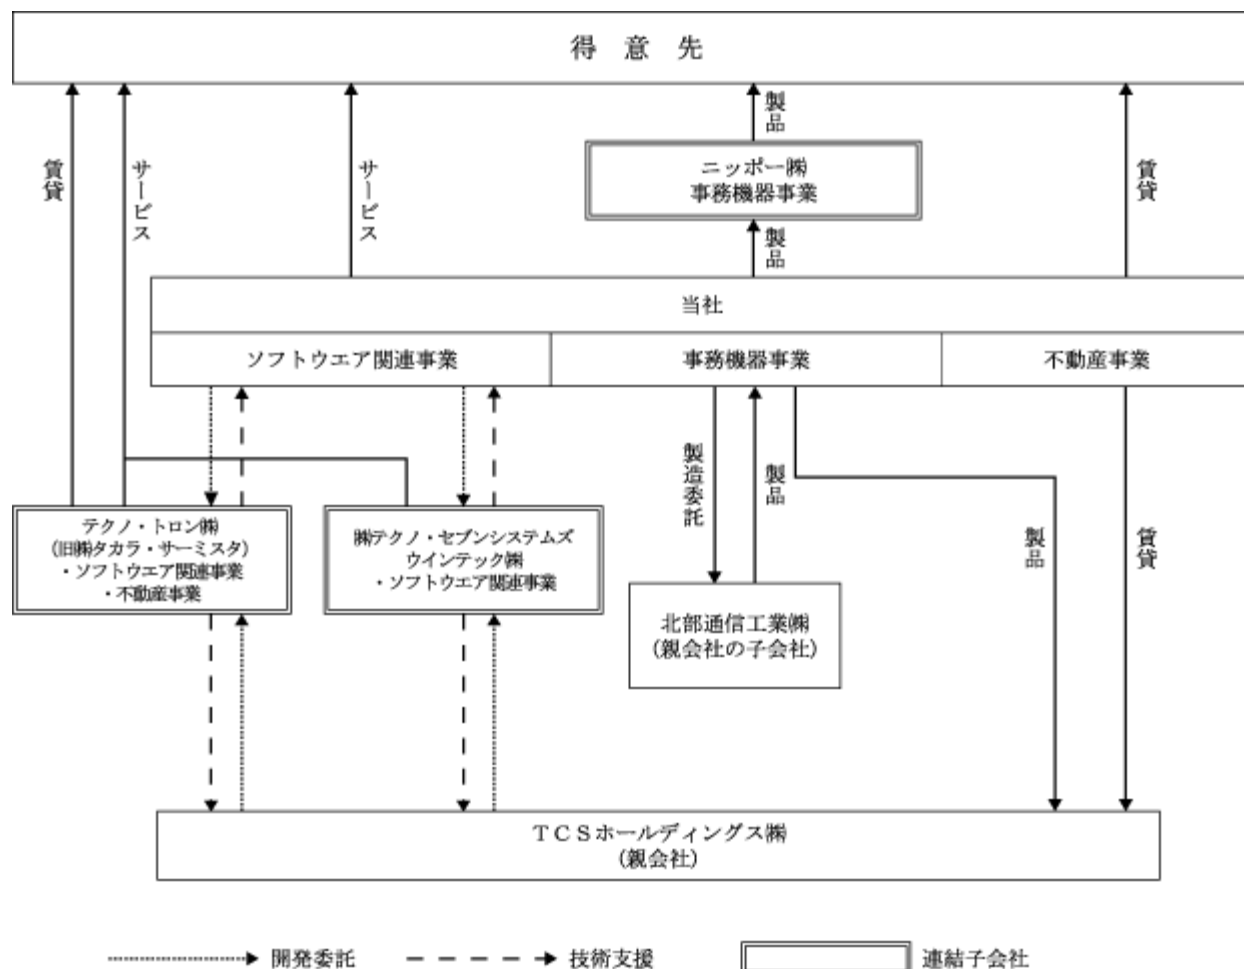 得意先
製品
賃貸
サービス
サービス
ニッポー㈱
事務機器事業
賃貸
製品
当社
ソフトウエア関連事業
事務機器事業
不動産事業
製造委託
製品
製品
賃貸
テクノ・トロン㈱
(旧㈱タカラ・サーミスタ)
・ソフトウエア関連事業
・不動産事業
㈱テクノ・セブンシステムズ
ウインテック㈱
・ソフトウエア関連事業
北部通信工業㈱
(親会社の子会社)
ＴＣＳホールディングス㈱
(親会社)
開発委託
技術支援
連結子会社